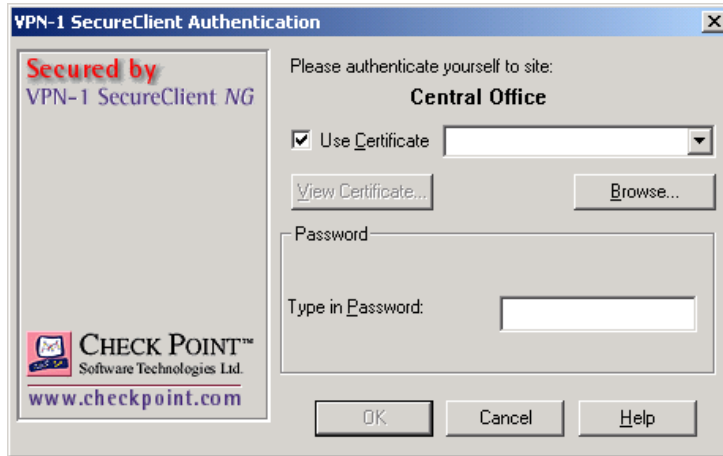 VPN-1 SecureClient Authentication
Secured by
VPN-1 SecureClient NG
Please authenticate yourself to site:
Central Office
Use Certificate
View Certificate...
Browse...
Password
Type in Password:
CHECK POINT™
Software Technologies Ltd.
www.checkpoint.com
OK
Cancel
Help